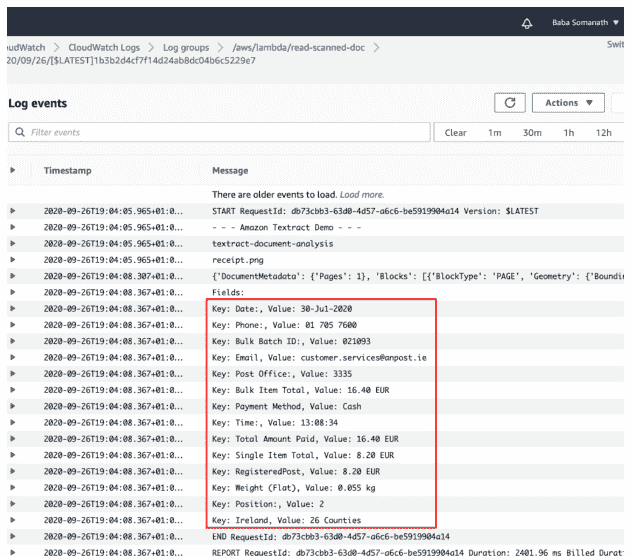 Baba Somanath ▼
oudWatch > CloudWatch Logs > Log groups > /aws/lambda/read-scanned-doc >
Swit
20/09/26/[$LATEST]1b3b2d4cf7f14d24ab8dc04b6c5229e7
Log events
Actions ▼
Filter events
Clear 1m 30m 1h 12h
Timestamp Message
There are older events to load. Load more.
2020-09-26T19:04:05.965+01:0... START RequestId: db73cbb3-63d0-4d57-a6c6-be5919904a14 Version: $LATEST
2020-09-26T19:04:05.965+01:0... - - - Amazon Textract Demo - - -
2020-09-26T19:04:05.965+01:0... textract-document-analysis
2020-09-26T19:04:05.965+01:0... receipt.png
2020-09-26T19:04:08.307+01:0... {'DocumentMetadata': {'Pages': 1}, 'Blocks': [{'BlockType': 'PAGE', 'Geometry': {'Boundin
2020-09-26T19:04:08.367+01:0... Fields:
2020-09-26T19:04:08.367+01:0... Key: Date:, Value: 30-Ju1-2020
2020-09-26T19:04:08.367+01:0... Key: Phone:, Value: 01 705 7600
2020-09-26T19:04:08.367+01:0... Key: Bulk Batch ID:, Value: 021093
2020-09-26T19:04:08.367+01:0... Key: Email, Value: customer.services@anpost.ie
2020-09-26T19:04:08.367+01:0... Key: Post Office:, Value: 3335
2020-09-26T19:04:08.367+01:0... Key: Bulk Item Total, Value: 16.40 EUR
2020-09-26T19:04:08.367+01:0... Key: Payment Method, Value: Cash
2020-09-26T19:04:08.367+01:0... Key: Time:, Value: 13:08:34
2020-09-26T19:04:08.367+01:0... Key: Total Amount Paid, Value: 16.40 EUR
2020-09-26T19:04:08.367+01:0... Key: Single Item Total, Value: 8.20 EUR
2020-09-26T19:04:08.367+01:0... Key: RegisteredPost, Value: 8.20 EUR
2020-09-26T19:04:08.367+01:0... Key: Weight (Flat), Value: 0.055 kg
2020-09-26T19:04:08.367+01:0... Key: Position:, Value: 2
2020-09-26T19:04:08.367+01:0... Key: Ireland, Value: 26 Counties
2020-09-26T19:04:08.367+01:0... END RequestId: db73cbb3-63d0-4d57-a6c6-be5919904a14
2020-09-26T19:04:08.367+01:0... REPORT RequestId: db73cbb3-63d0-4d57-a6c6-be5919904a14 Duration: 2401.96 ms Billed Durat